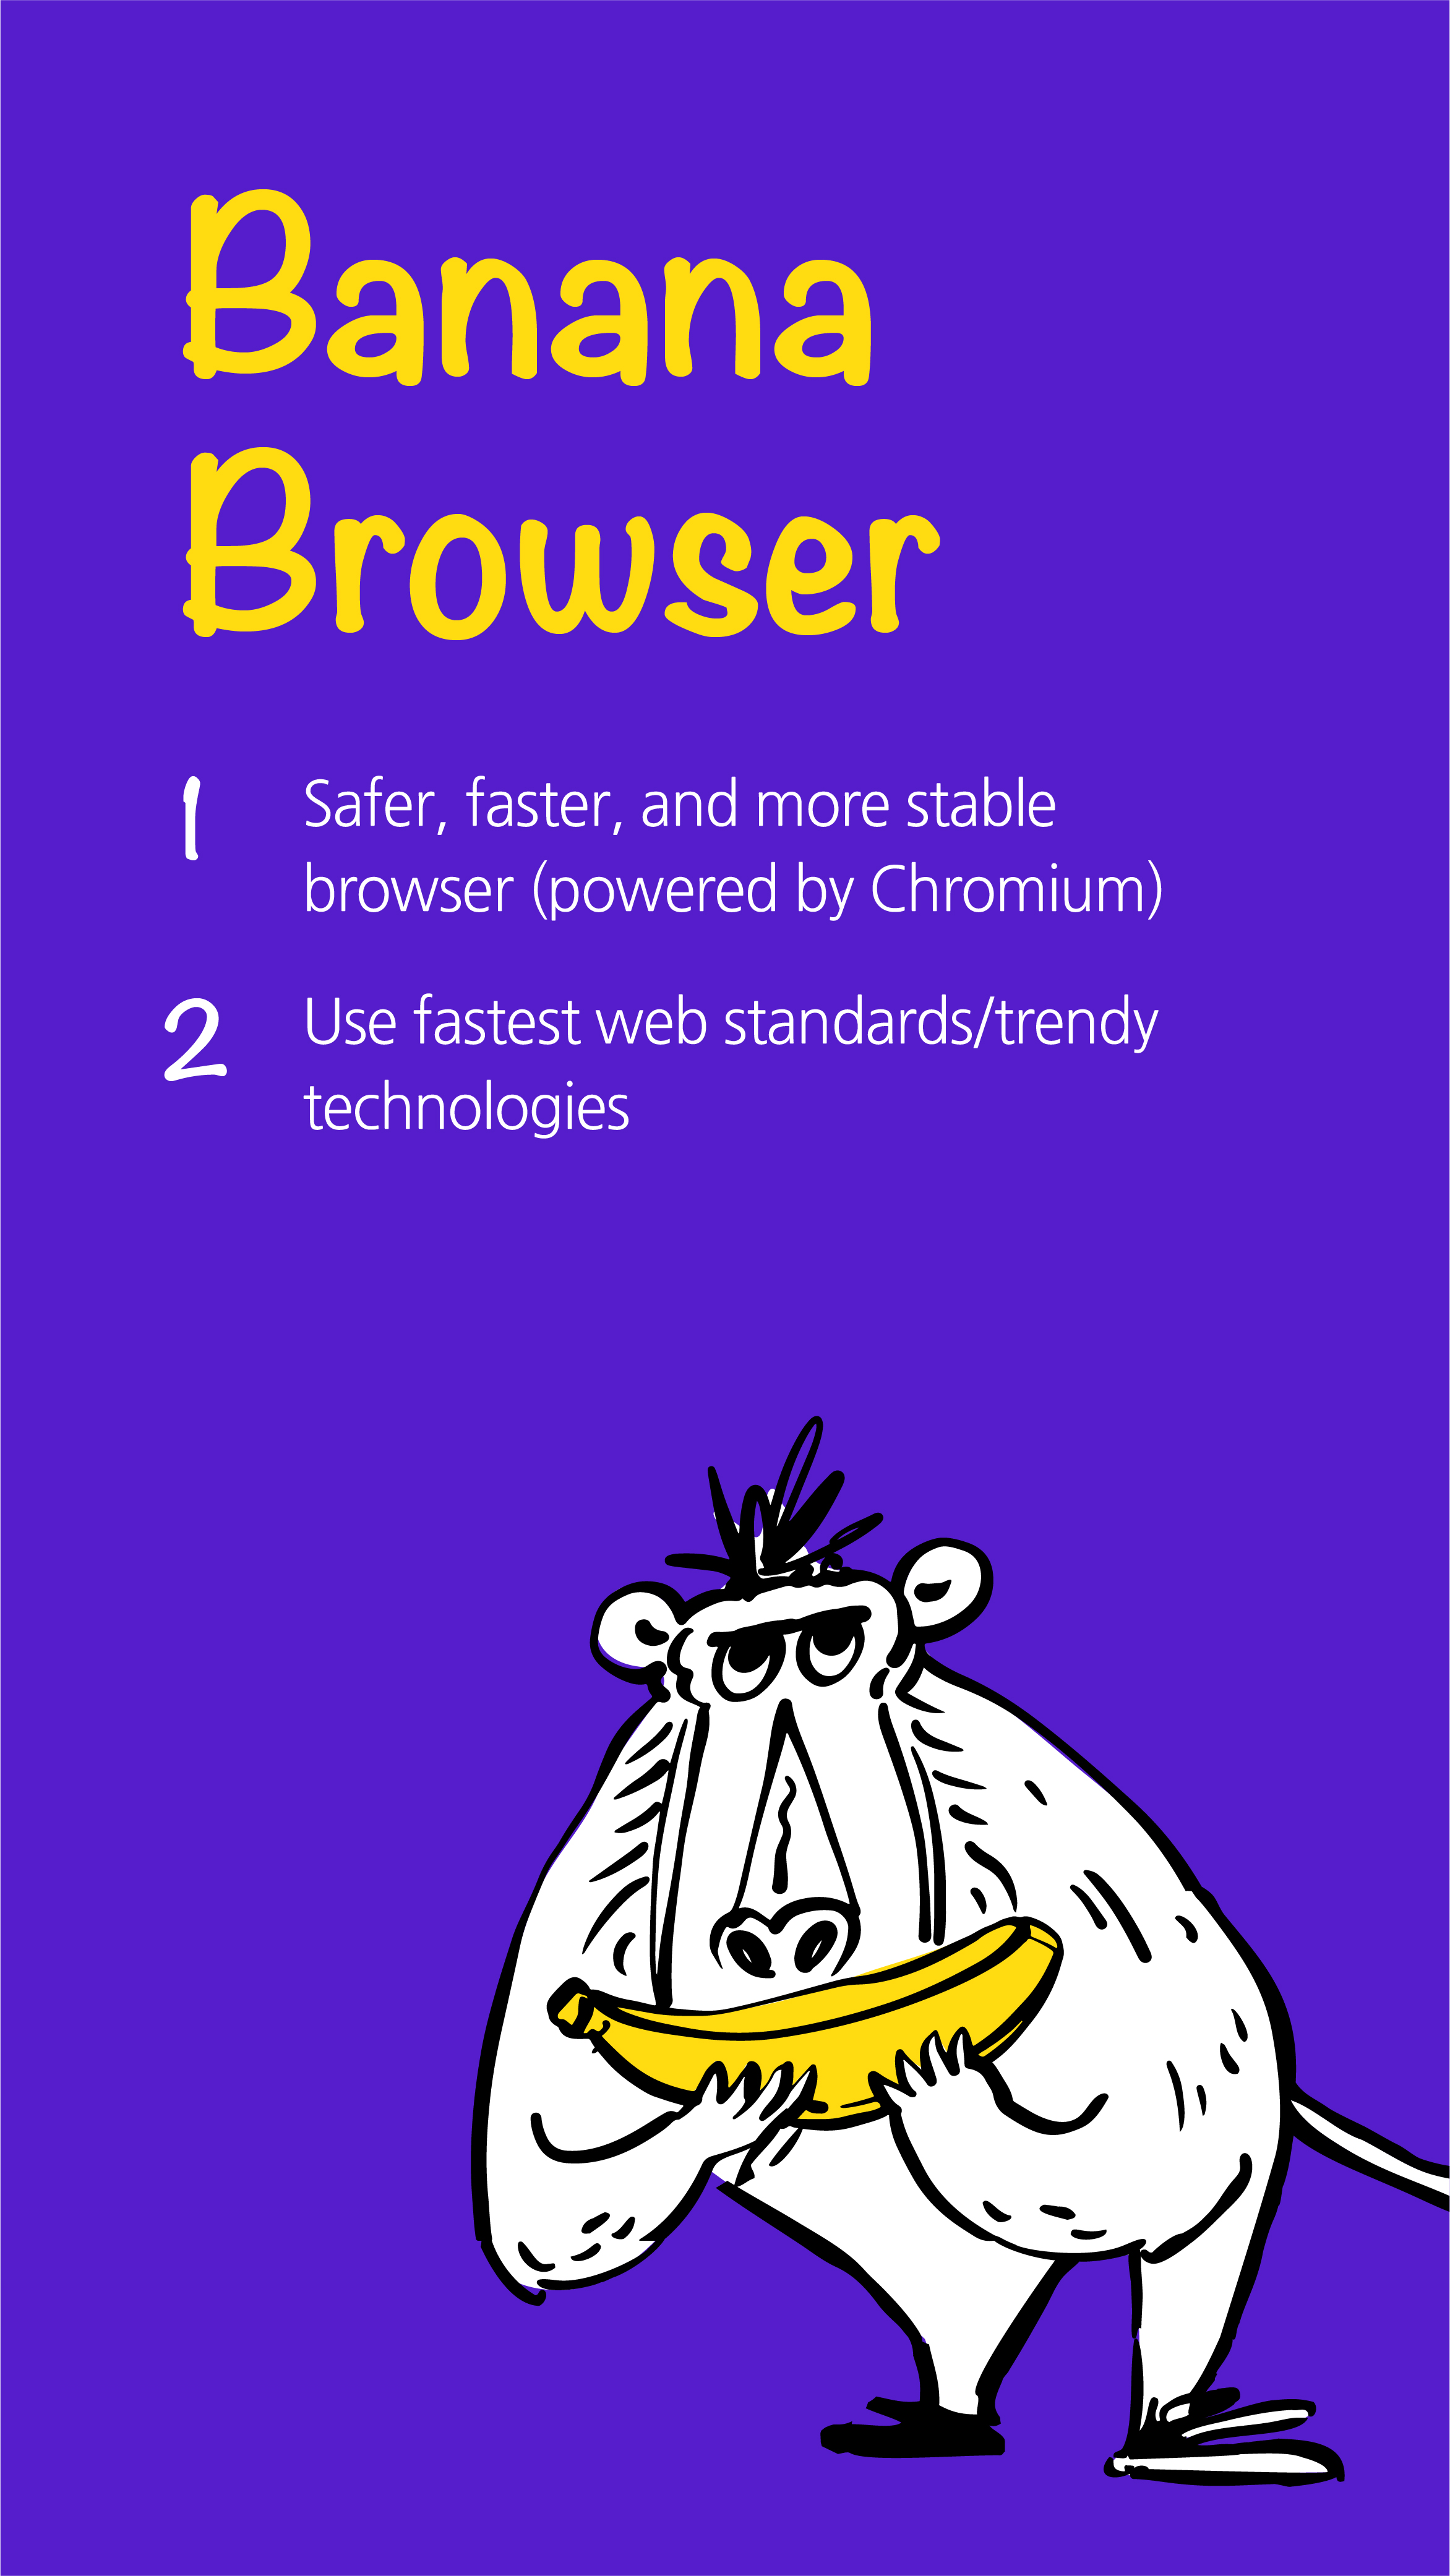 Banana
Browser
1 Safer, faster, and more stable
browser (powered by Chromium)
2 Use fastest web standards/trendy
technologies